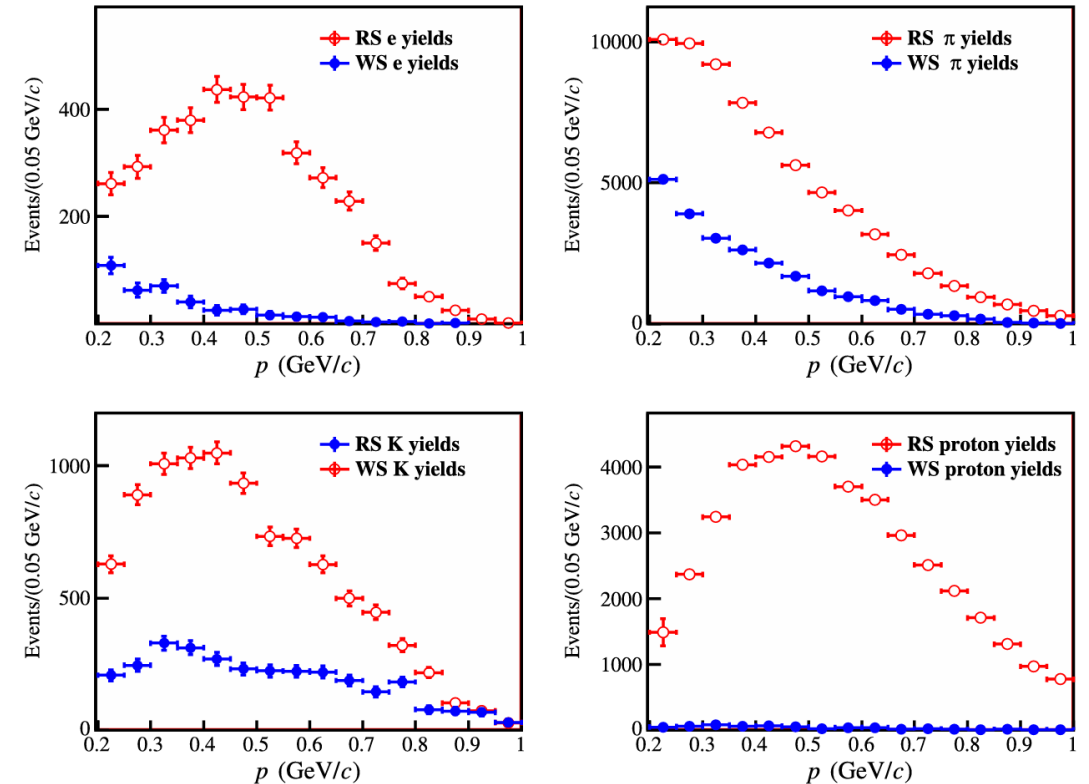 RS e yields
WS e yields
400
200
Events/(0.05 GeV/c)
0.2 0.3 0.4 0.5 0.6 0.7 0.8 0.9 1
p (GeV/c)
RS π yields
WS π yields
10000
5000
0
Events/(0.05 GeV/c)
0.2 0.3 0.4 0.5 0.6 0.7 0.8 0.9 1
p (GeV/c)
RS K yields
WS K yields
1000
500
0
Events/(0.05 GeV/c)
0.2 0.3 0.4 0.5 0.6 0.7 0.8 0.9 1
p (GeV/c)
RS proton yields
WS proton yields
4000
3000
2000
1000
0
Events/(0.05 GeV/c)
0.2 0.3 0.4 0.5 0.6 0.7 0.8 0.9 1
p (GeV/c)